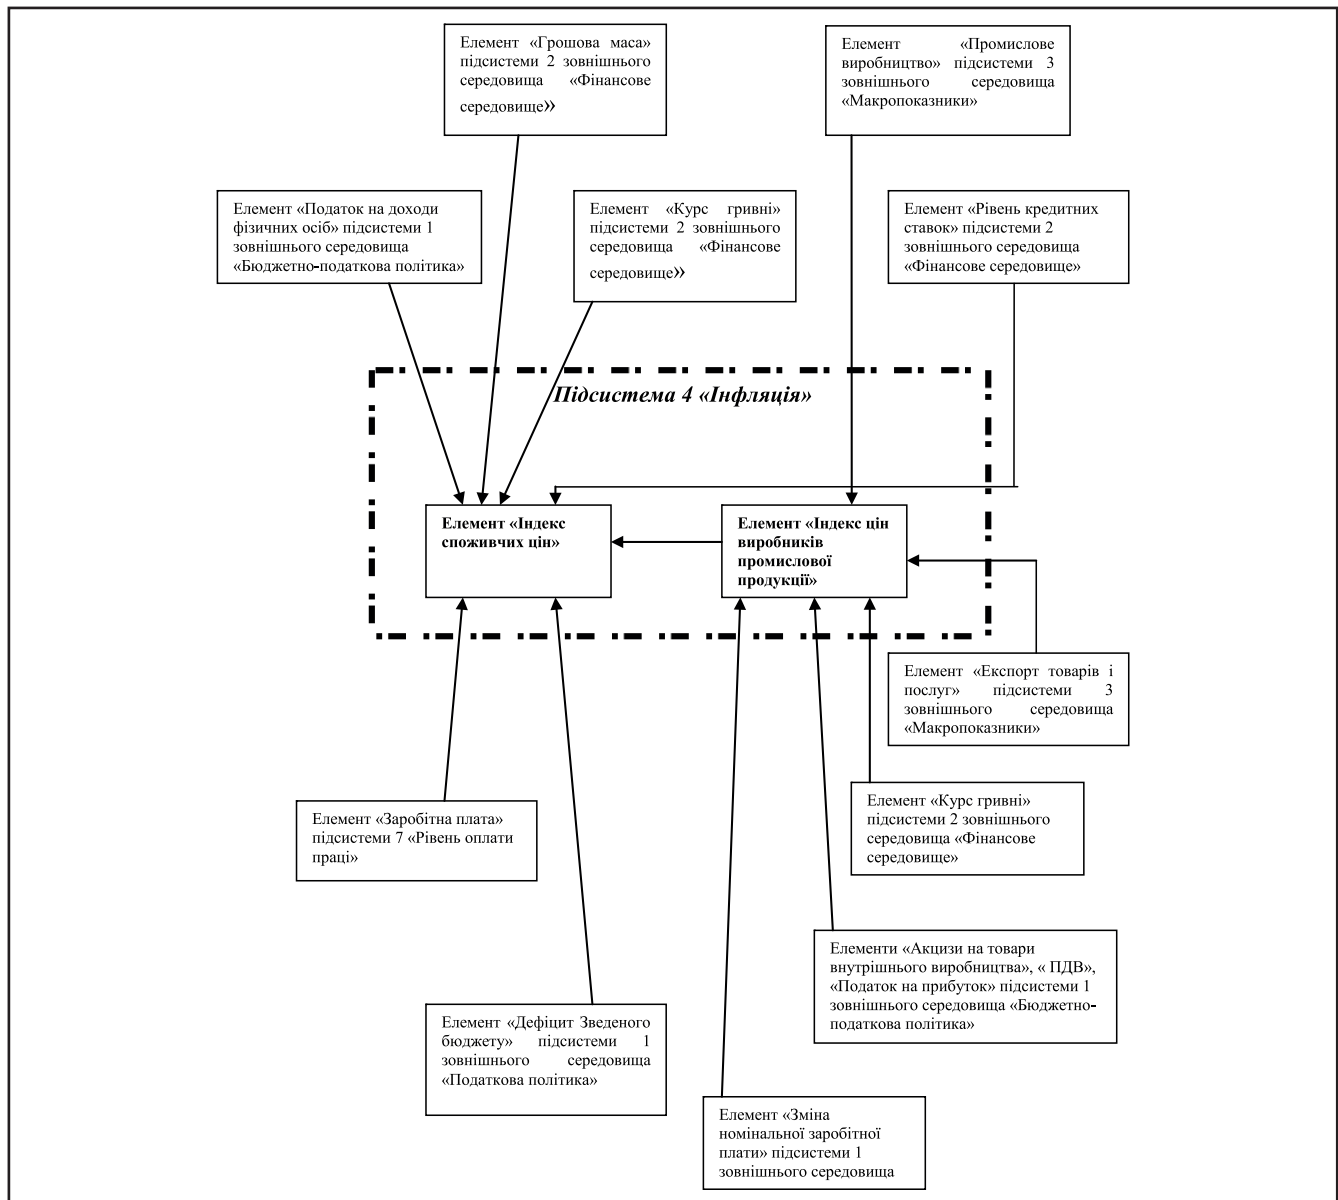 Елемент «Грошова маса»
підсистеми 2 зовнішнього
середовища «Фінансове
середовище»
Елемент «Промислове
виробництво» підсистеми 3
зовнішнього середовища
«Макропоказники»
Елемент «Податок на доходи
фізичних осіб» підсистеми 1
зовнішнього середовища
«Бюджетно-податкова політика»
Елемент «Курс гривні»
підсистеми 2 зовнішнього
середовища «Фінансове
середовище»
Елемент «Рівень кредитних
ставок» підсистеми 2
зовнішнього середовища
«Фінансове середовище»
Підсистема 4 «Інфляція»
Елемент «Індекс
споживчих цін»
Елемент «Індекс цін
виробників
промислової
продукції»
Елемент «Експорт товарів і
послуг» підсистеми 3
зовнішнього середовища
«Макропоказники»
Елемент «Курс гривні»
підсистеми 2 зовнішнього
середовища «Фінансове
середовище»
Елемент «Заробітна плата»
підсистеми 7 «Рівень оплати
праці»
Елементи «Акцизи на товари
внутрішнього виробництва», « ПДВ»,
«Податок на прибуток» підсистеми 1
зовнішнього середовища «Бюджетно-
податкова політика»
Елемент «Дефіцит Зведеного
бюджету» підсистеми 1
зовнішнього середовища
«Податкова політика»
Елемент «Зміна
номінальної заробітної
плати» підсистеми 1
зовнішнього середовища